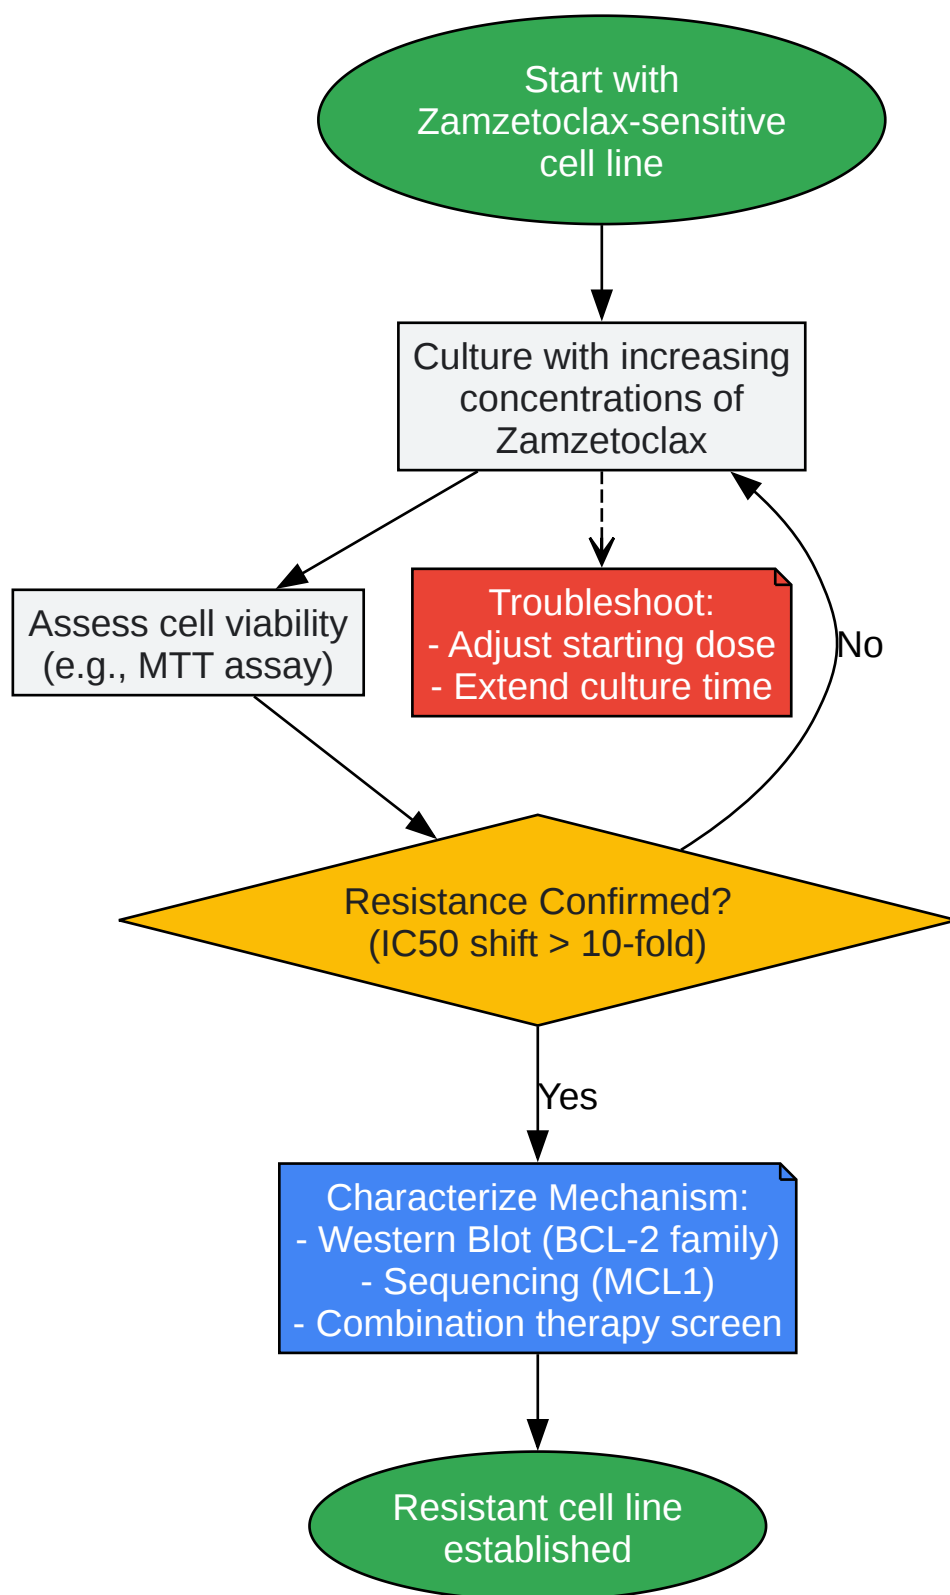 Start with
Zamzetoclax-sensitive
cell line
Culture with increasing
concentrations of
Zamzetoclax
Assess cell viability
(e.g., MTT assay)
Troubleshoot:
- Adjust starting dose
- Extend culture time
No
Resistance Confirmed?
(IC50 shift > 10-fold)
Yes
Characterize Mechanism:
- Western Blot (BCL-2 family)
- Sequencing (MCL1)
- Combination therapy screen
Resistant cell line
established